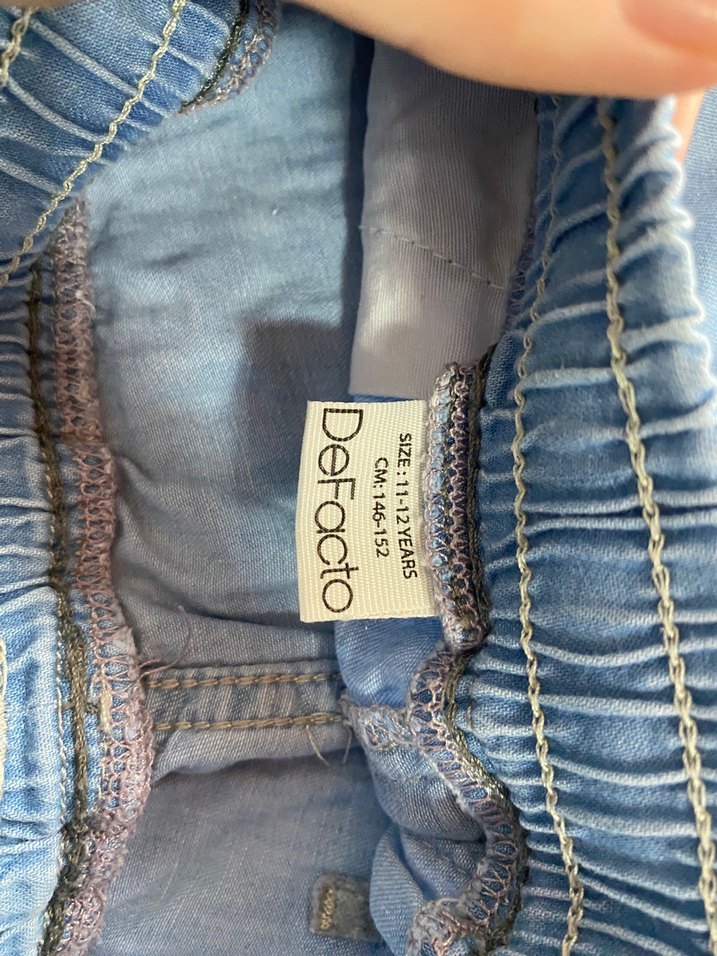 SIZE : 11-12 YEARS
CM: 146-152
DeFacto